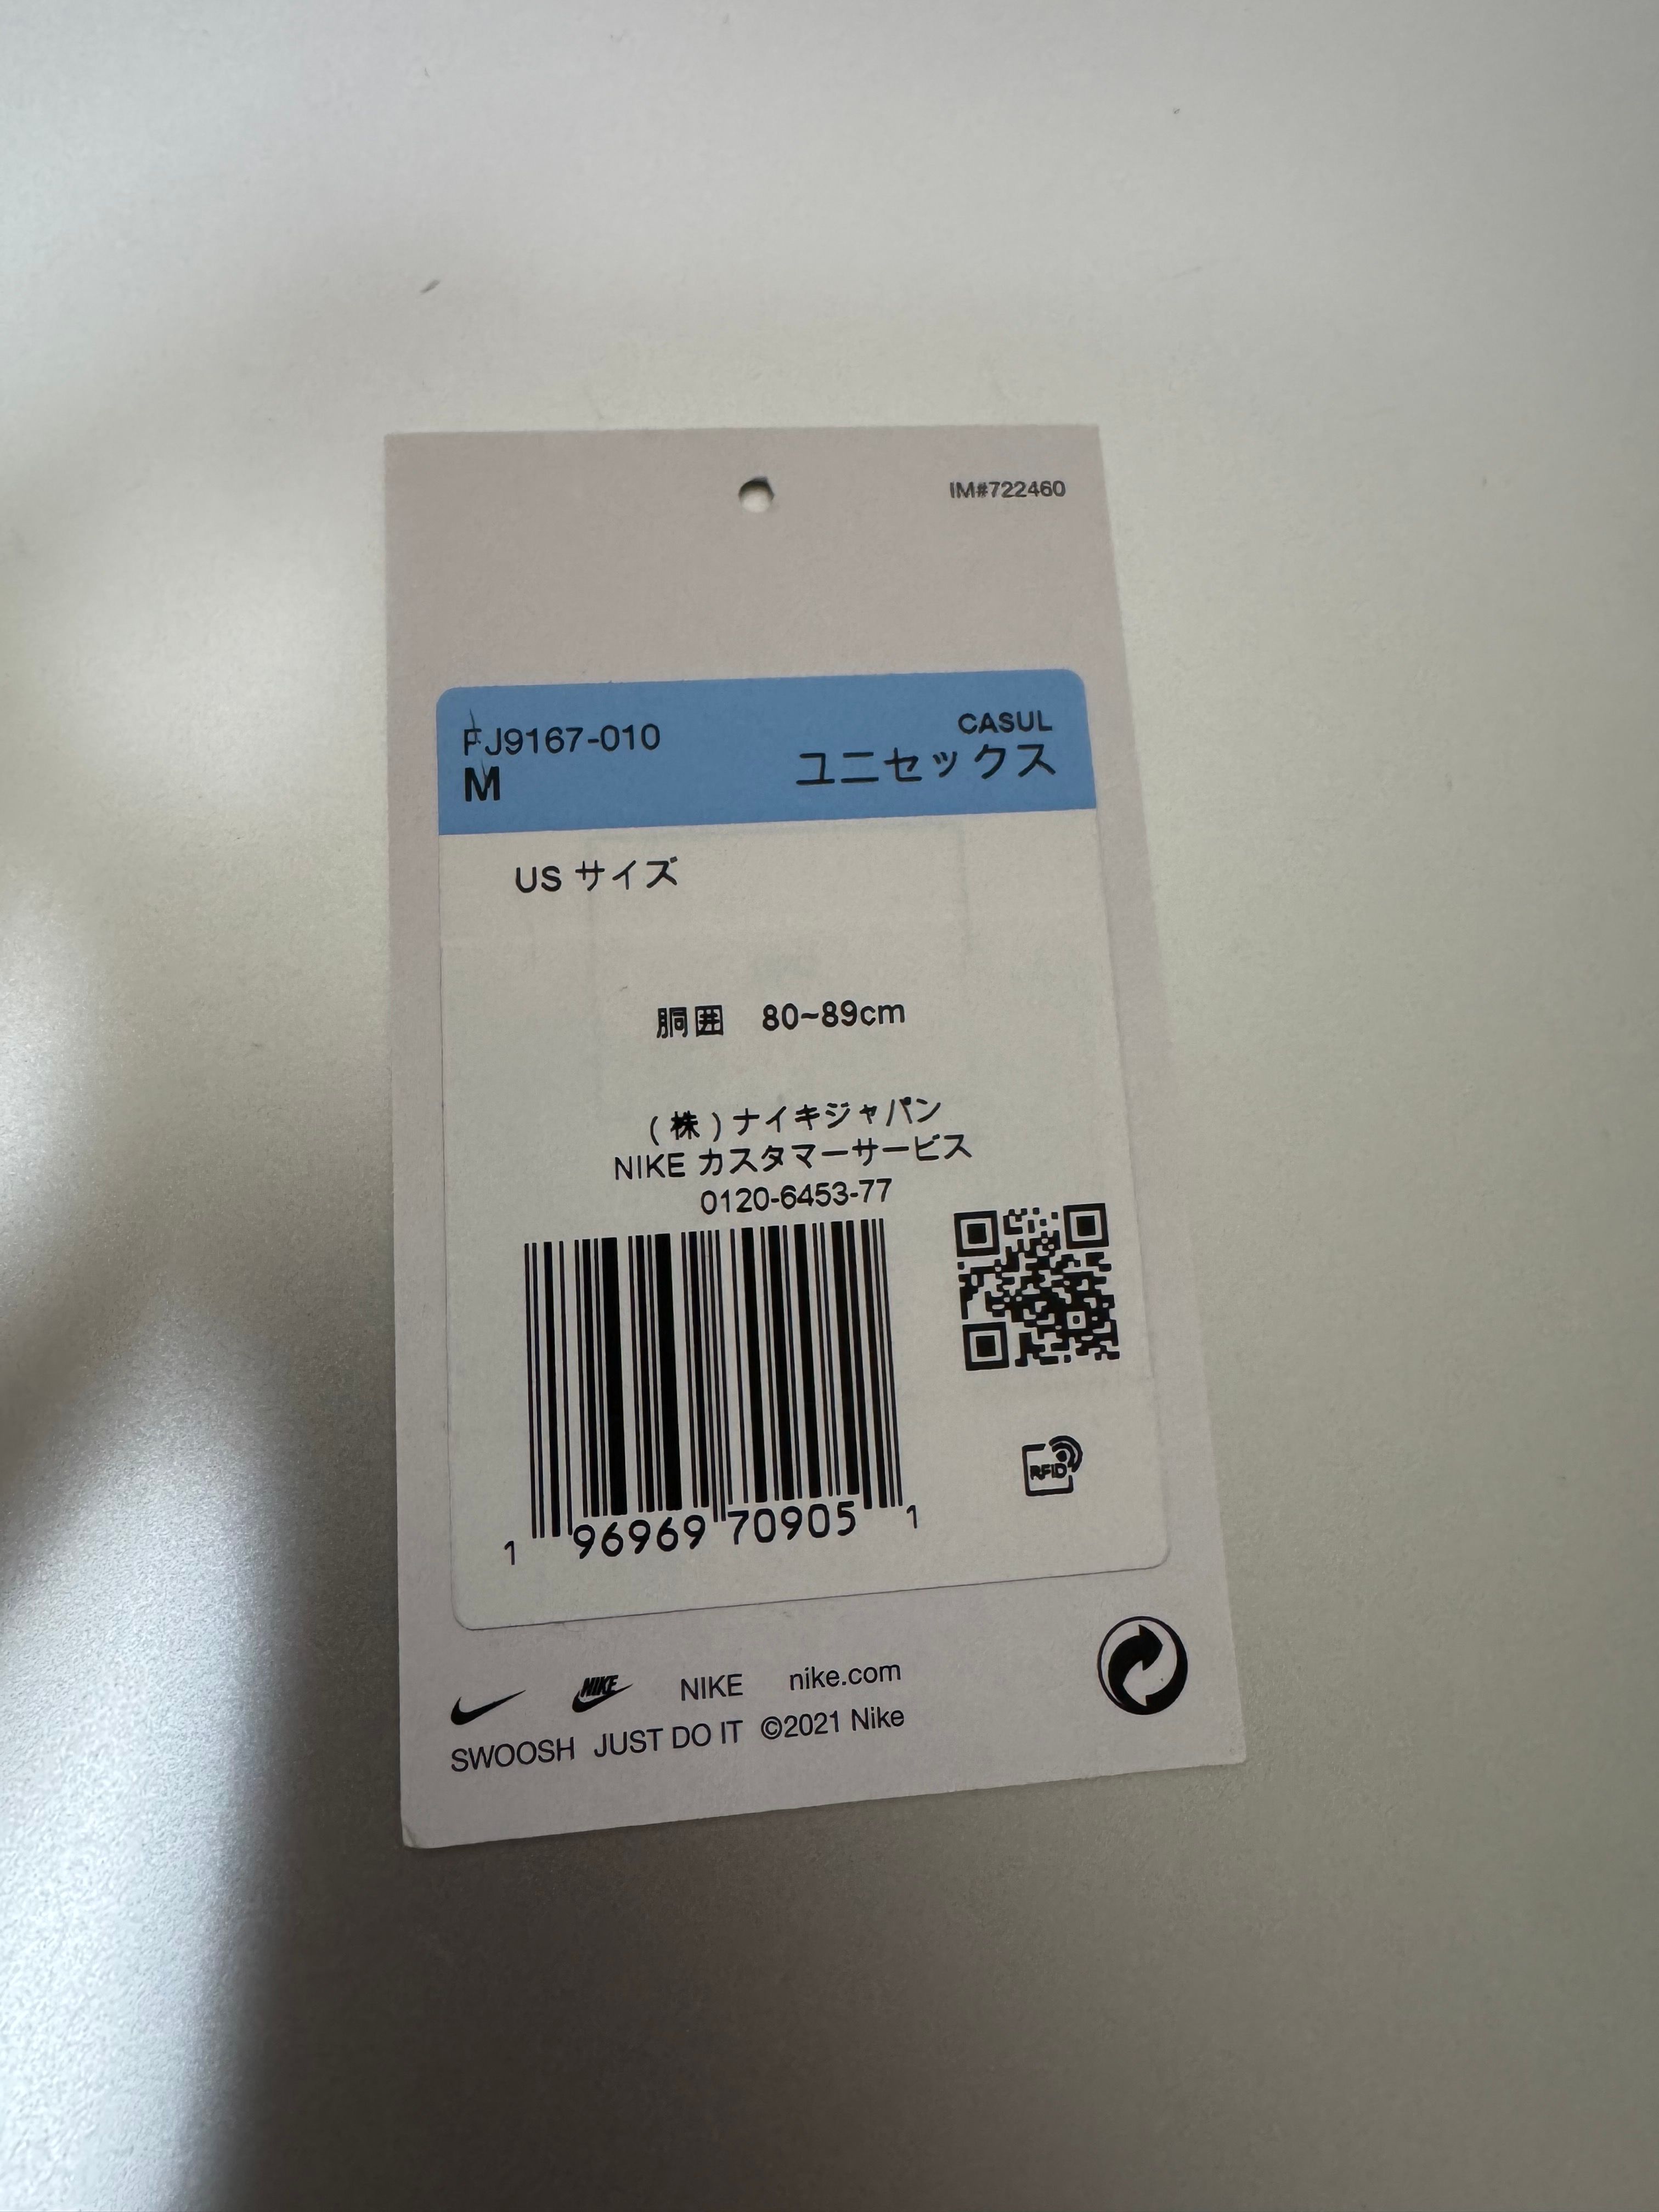 IM#722460
FJ9167-010
M
CASUL
ユニセックス
US サイズ
胴囲 80~89cm
(株)ナイキジャパン
NIKE カスタマーサービス
0120-6453-77
1 96969 70905 1
RFID
NIKE NIKE nike.com
SWOOSH JUST DO IT ©2021 Nike